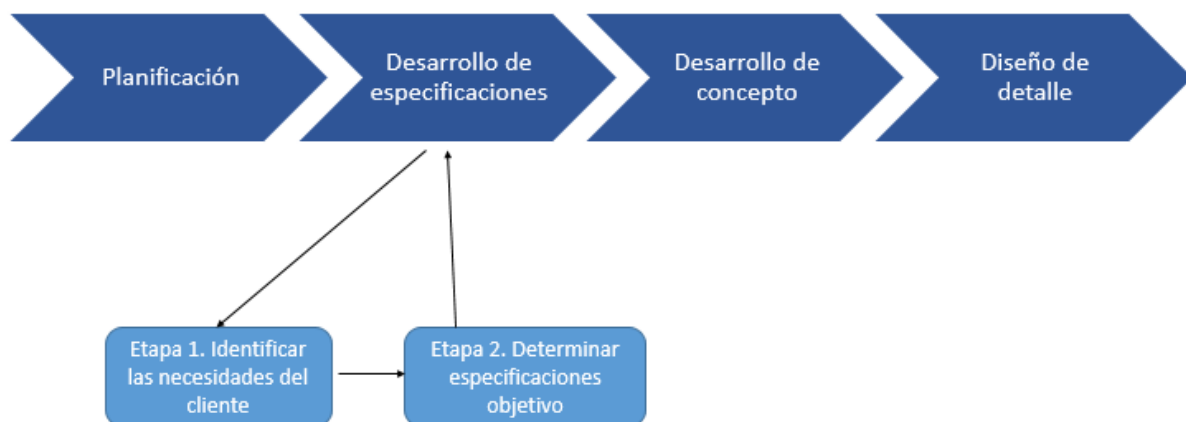 Planificación
Desarrollo de
especificaciones
Desarrollo de
concepto
Diseño de
detalle
Etapa 1. Identificar
las necesidades del
cliente
Etapa 2. Determinar
especificaciones
objetivo